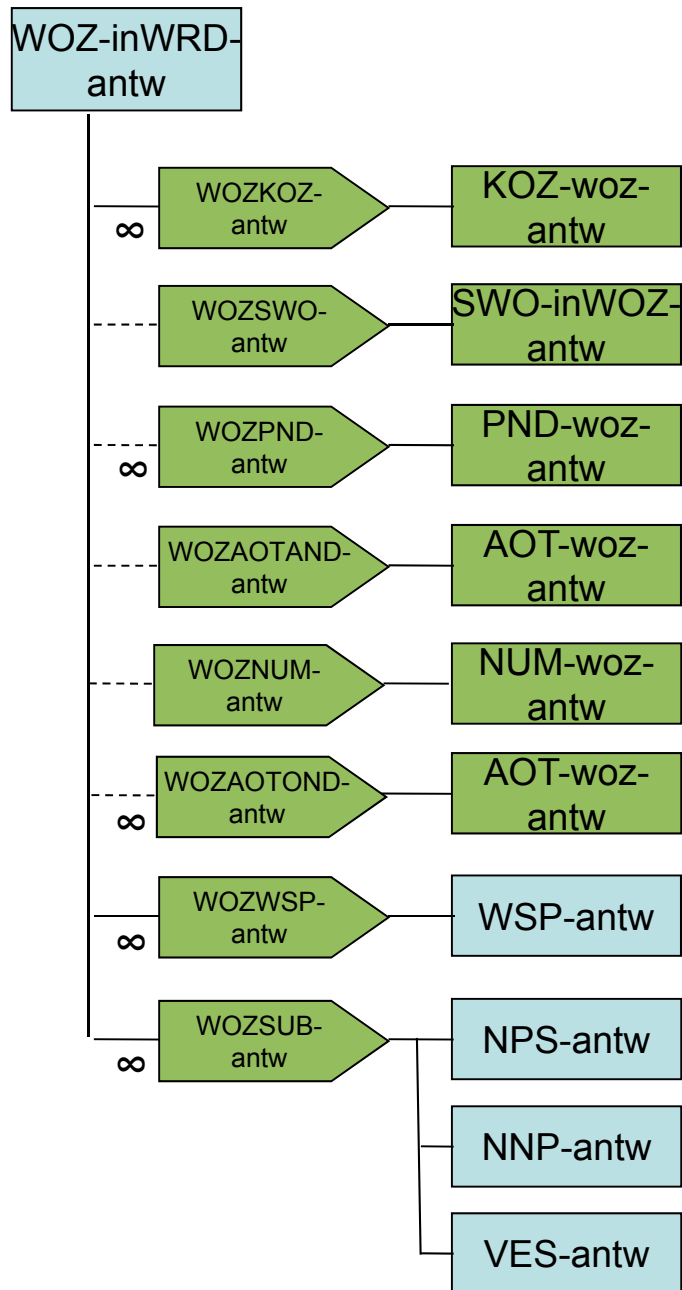 WOZ-inWRD-
antw
WOZKOZ-
antw
KOZ-woz-
antw
∞
WOZSWO-
antw
SWO-inWOZ-
antw
WOZPND-
antw
PND-woz-
antw
∞
WOZAOTAND-
antw
AOT-woz-
antw
WOZNUM-
antw
NUM-woz-
antw
WOZAOTOND-
antw
AOT-woz-
antw
∞
WOZWSP-
antw
WSP-antw
∞
WOZSUB-
antw
NPS-antw
∞
NNP-antw
VES-antw